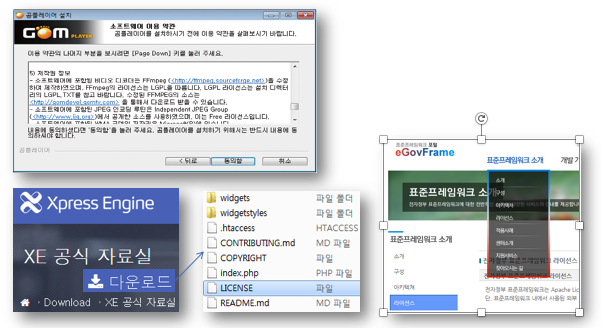 곰플레이어 설치
GOM PLAYER
소프트웨어 이용 약관
곰플레이어를 설치하시기 전에 이용 약관을 살펴보시기 바랍니다.
이용 약관의 나머지 부분을 보시려면 [Page Down] 키를 눌러 주세요.
5) 저작권 정보
- 소프트웨어에 포함된 비디오 디코더는 FFmpeg (<http://ffmpeg.sourceforge.net>)을 수정
하여 제작하였으며, FFmpeg의 라이선스는 LGPL을 따릅니다. LGPL 라이선스는 설치 디렉터
리의 LGPL.TXT를 참고 바랍니다. 수정된 FFMPEG의 소스는
<http://gomdevel.gomtv.com> 을 통해서 다운로드 받을 수 있습니다.
- 소프트웨어에 포함된 JPEG 인코딩 루틴은 Independent JPEG Group
(<http://www.ijg.org>)에서 공개한 소스를 사용하였으며, 이는 Free 라이선스입니다.
내용에 동의하셨다면 '동의함'을 눌러 주세요. 곰플레이어를 설치하기 위해서는 반드시 내용에 동
의하셔야 합니다.
곰플레이어
< 뒤로
동의함
취소
Xpress Engine
XE 공식 자료실
다운로드
· Download · XE 공식 자료실
widgets 파일 폴더
widgetstyles 파일 폴더
.htaccess HTACCESS
CONTRIBUTING.md MD 파일
COPYRIGHT 파일
index.php PHP 파일
LICENSE 파일
README.md MD 파일
표준프레임워크 포털
eGovFrame
표준프레임워크 소개
개발 가
표준프레임워크 소개
소개
구성
아키텍처
라이선스
적용사례
센터소개
지원서비스
찾아오시는 길
표준프레임워크 소개
소개
구성
아키텍처
라이선스
전자정부 표준프레임워크 라이선스
전자정부 표준프레임워크 라이선스
표준프레임워크는 Apache Lic